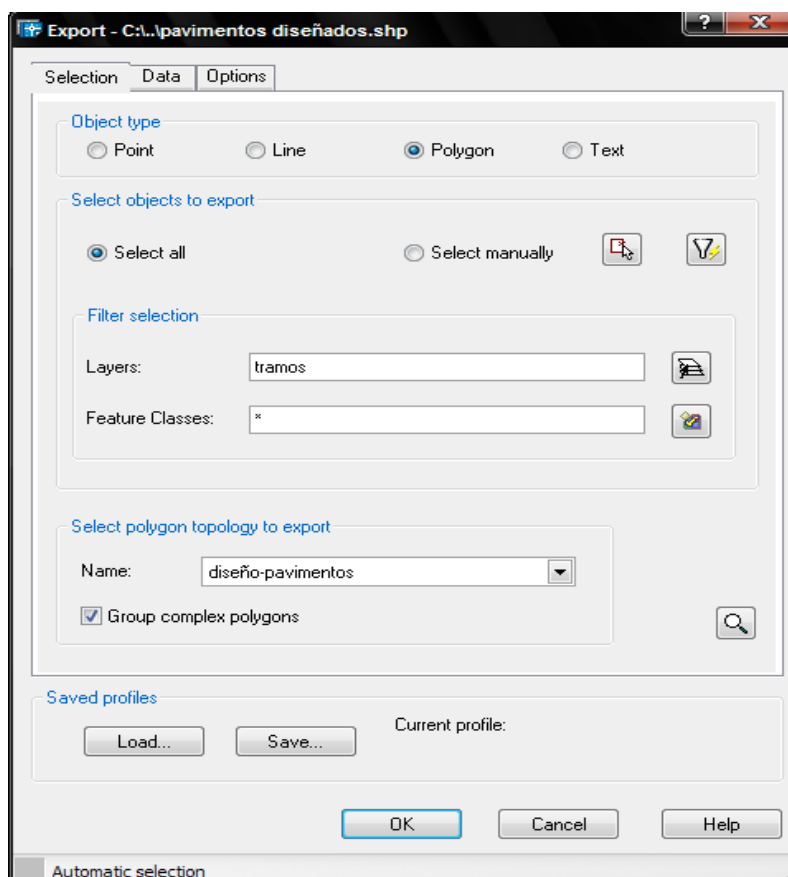 Export - C:\..\pavimentos diseñados.shp
?
Selection Data Options
Object type
Point Line Polygon Text
Select objects to export
Select all Select manually
Filter selection
Layers: tramos
Feature Classes: *
Select polygon topology to export
Name: diseño-pavimentos
Group complex polygons
Saved profiles
Load... Save... Current profile:
OK Cancel Help
Automatic selection